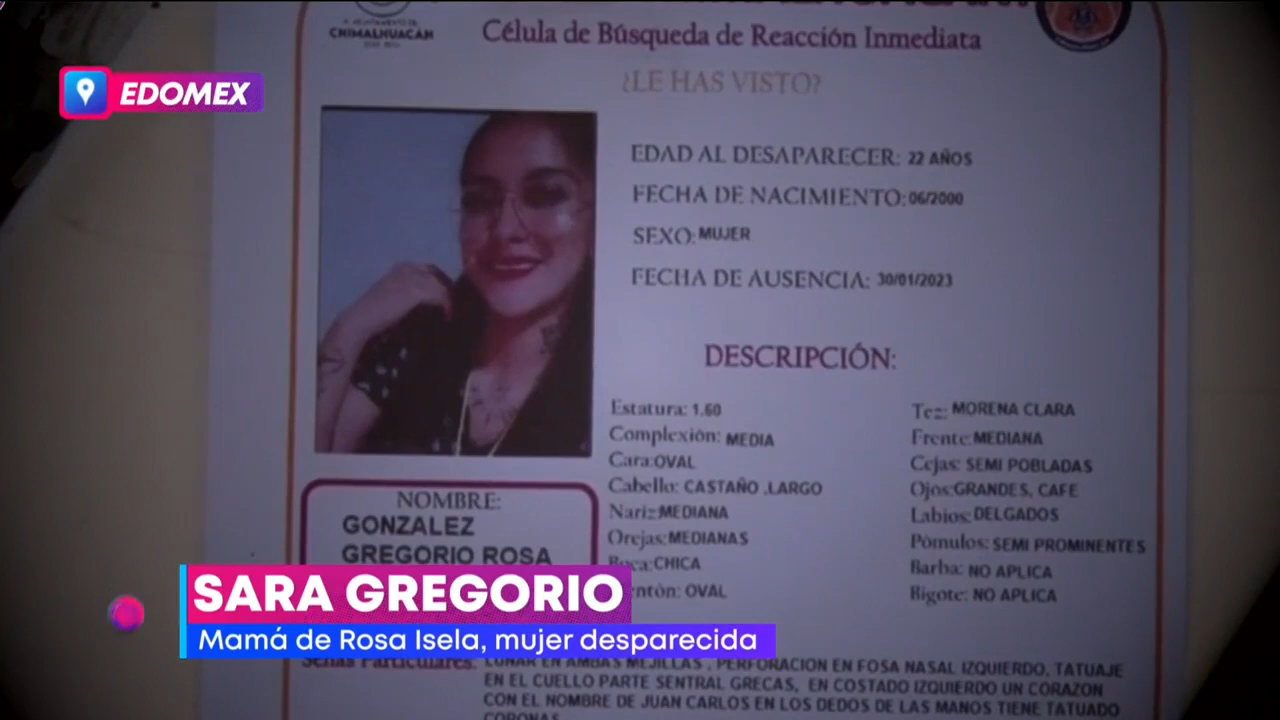 CHIMALHUACÁN
Célula de Búsqueda de Reacción Inmediata
¿LE HAS VISTO?
EDOMEX
EDAD AL DESAPARECER: 22 AÑOS
FECHA DE NACIMIENTO: 06/2000
SEXO: MUJER
FECHA DE AUSENCIA: 30/01/2023
DESCRIPCIÓN:
Estatura: 1.60
Complexión: MEDIA
Cara: OVAL
Cabello: CASTAÑO ,LARGO
Nariz: MEDIANA
Orejas: MEDIANAS
CHICA
OVAL
Tez: MORENA CLARA
Frente: MEDIANA
Cejas: SEMI POBLADAS
Ojos: GRANDES, CAFE
Labios: DELGADOS
Pómulos: SEMI PROMINENTES
Barba: NO APLICA
Bigote: NO APLICA
NOMBRE:
GONZALEZ
GREGORIO ROSA
SARA GREGORIO
Mamá de Rosa Isela, mujer desparecida
Señas Particulares: LUNAR EN AMBAS MEJILLAS , PERFORACION EN FOSA NASAL IZQUIERDO, TATUAJE
EN EL CUELLO PARTE SENTRAL GRECAS, EN COSTADO IZQUIERDO UN CORAZON
CON EL NOMBRE DE JUAN CARLOS EN LOS DEDOS DE LAS MANOS TIENE TATUADO
CORONAS